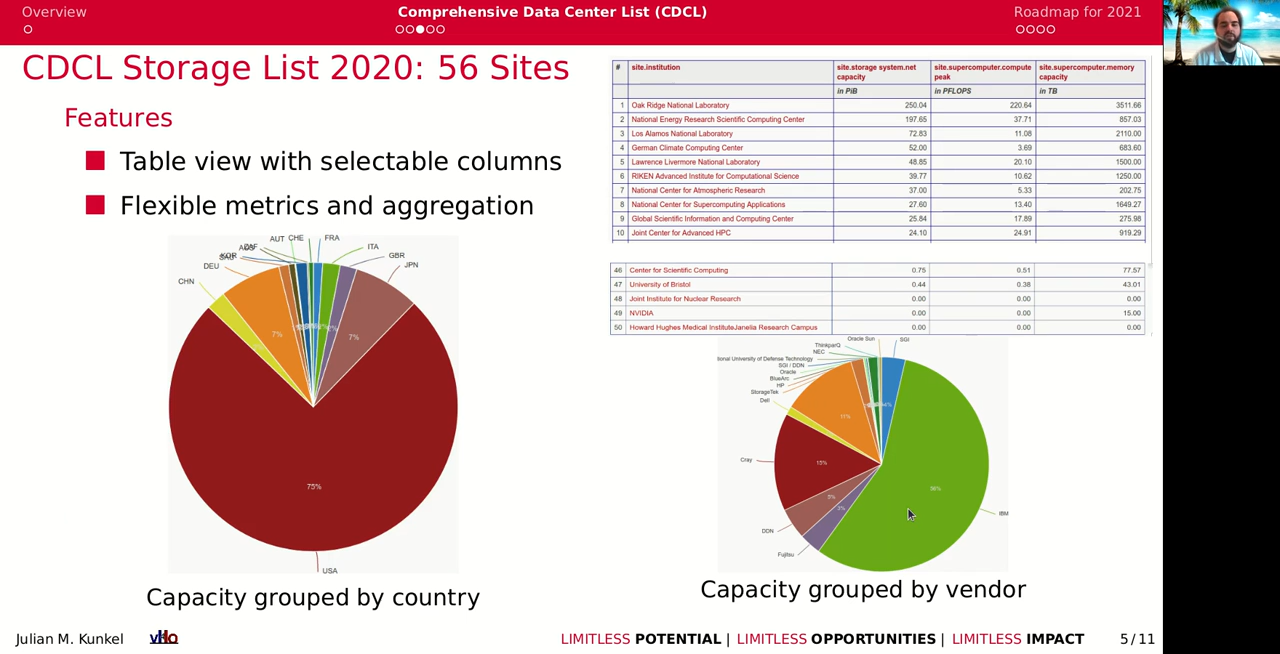 Overview
Comprehensive Data Center List (CDCL)
Roadmap for 2021
CDCL Storage List 2020: 56 Sites
Features
Table view with selectable columns
Flexible metrics and aggregation
# site.institution site.storage system.net capacity site.supercomputer.compute peak site.supercomputer.memory capacity
in PiB in PFLOPS in TB
1 Oak Ridge National Laboratory 250.04 220.64 3511.66
2 National Energy Research Scientific Computing Center 197.65 37.71 857.03
3 Los Alamos National Laboratory 72.83 11.08 2110.00
4 German Climate Computing Center 52.00 3.69 683.60
5 Lawrence Livermore National Laboratory 48.85 20.10 1500.00
6 RIKEN Advanced Institute for Computational Science 39.77 10.62 1250.00
7 National Center for Atmospheric Research 37.00 5.33 202.75
8 National Center for Supercomputing Applications 27.60 13.40 1649.27
9 Global Scientific Information and Computing Center 25.84 17.89 275.98
10 Joint Center for Advanced HPC 24.10 24.91 919.29
46 Center for Scientific Computing 0.75 0.51 77.57
47 University of Bristol 0.44 0.38 43.01
48 Joint Institute for Nuclear Research 0.00 0.00 0.00
49 NVIDIA 0.00 0.00 15.00
50 Howard Hughes Medical InstituteJanelia Research Campus 0.00 0.00 0.00
AUT
CHE
FRA
ITA
GBR
JPN
DEU
CHN
7%
7%
75%
USA
Capacity grouped by country
Oracle Sun
SGI
ThinkparQ
NEC
ional University of Defense Technology
SGI / DDN
Oracle
BlueArc
HP
StorageTek
Dell
11%
Cray
15%
56%
5%
3%
IBM
DDN
Fujitsu
Capacity grouped by vendor
Julian M. Kunkel
LIMITLESS POTENTIAL | LIMITLESS OPPORTUNITIES | LIMITLESS IMPACT
5 / 11